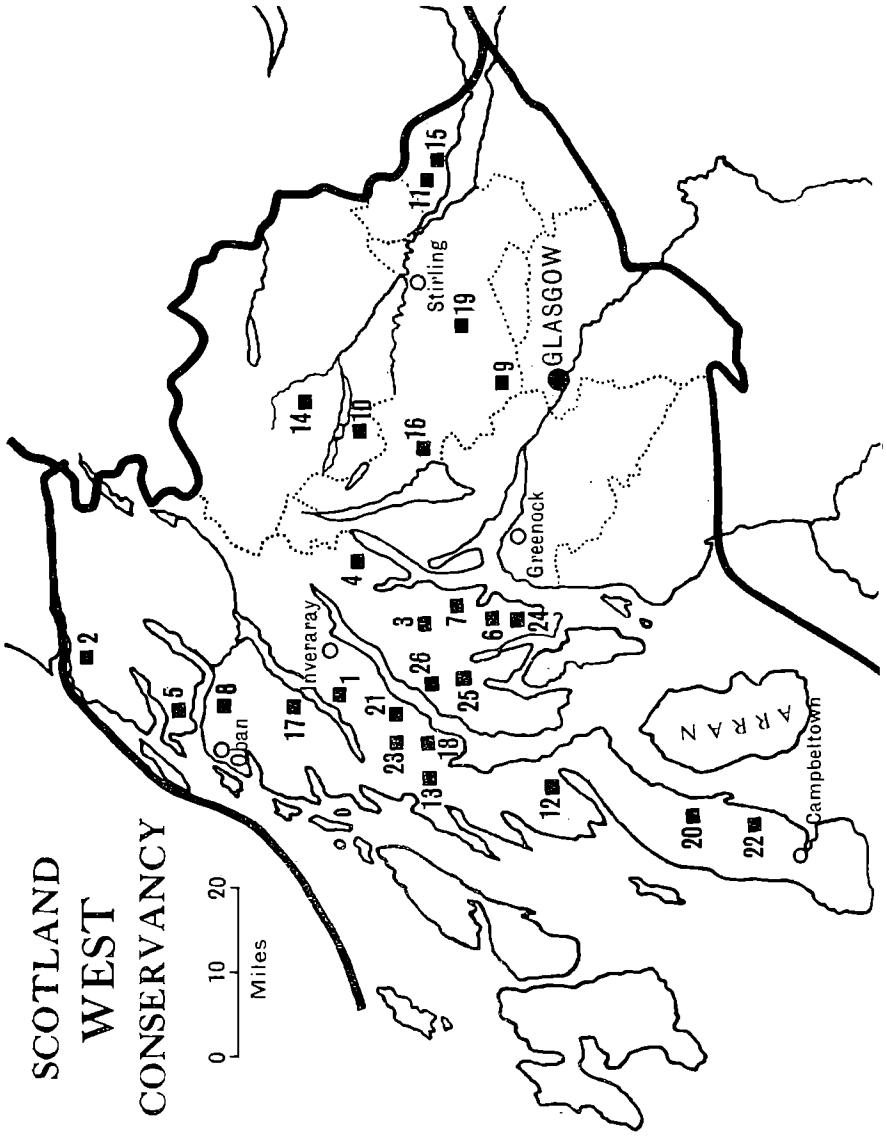 SCOTLAND
WEST
CONSERVANCY
0 10 20
Miles
2
5
8
Oban
17
Inveraray
1
21
23
18
13
26
25
3
7
6
24
4
12
20
22
Campbeltown
ARRAN
14
10
16
9
19
Stirling
11
15
GLASGOW
Greenock